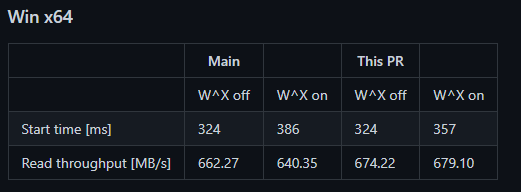 Win x64
Main This PR
W^X off W^X on W^X off W^X on
Start time [ms] 324 386 324 357
Read throughput [MB/s] 662.27 640.35 674.22 679.10